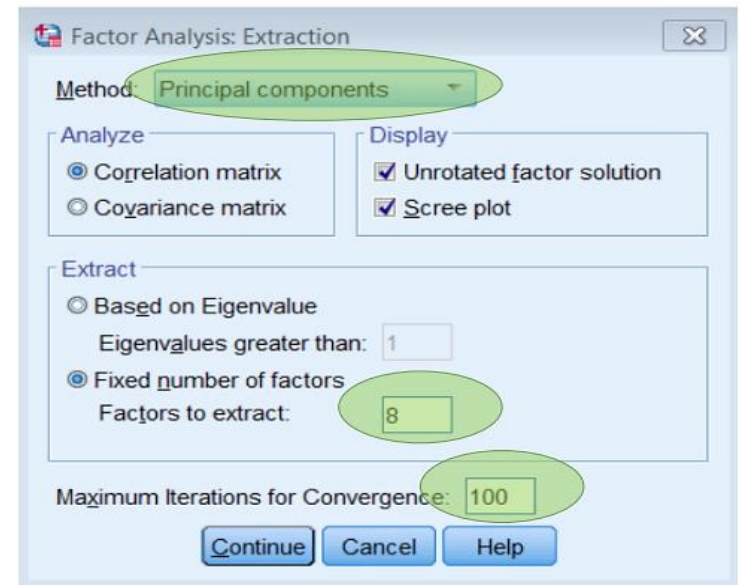 Factor Analysis: Extraction
Method: Principal components
Analyze
Correlation matrix
Covariance matrix
Display
Unrotated factor solution
Scree plot
Extract
Based on Eigenvalue
Eigenvalues greater than: 1
Fixed number of factors
Factors to extract: 8
Maximum Iterations for Convergence: 100
Continue Cancel Help